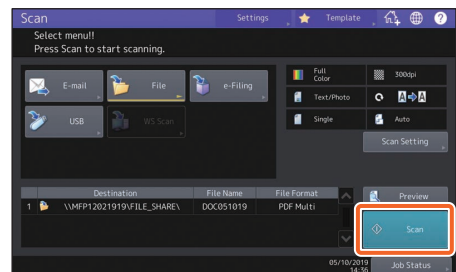 Scan
Settings
Template
?
Select menu!!
Press Scan to start scanning.
E-mail
File
e-Filing
USB
WS Scan
Full Color
300dpi
Text/Photo
A A
Single
Auto
Scan Setting
Destination File Name File Format
1 \\MFP12021919\FILE_SHARE\ DOC051019 PDF Multi
Preview
Scan
05/10/2019
14:36
Job Status